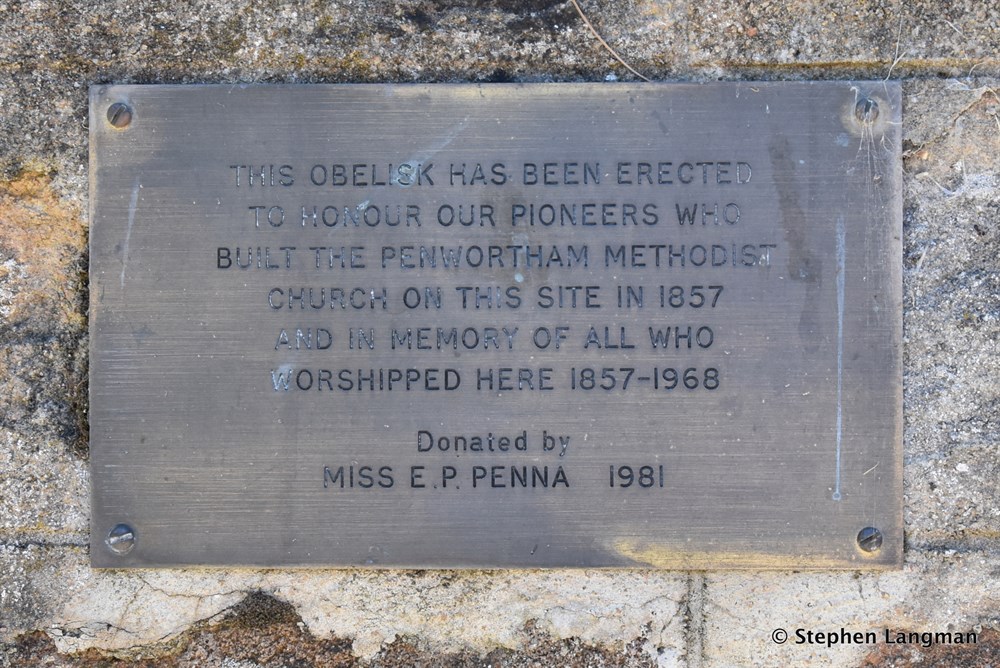 THIS OBELISK HAS BEEN ERECTED
TO HONOUR OUR PIONEERS WHO
BUILT THE PENWORTHAM METHODIST
CHURCH ON THIS SITE IN 1857
AND IN MEMORY OF ALL WHO
WORSHIPPED HERE 1857-1968
Donated by
MISS E.P. PENNA 1981
© Stephen Langman